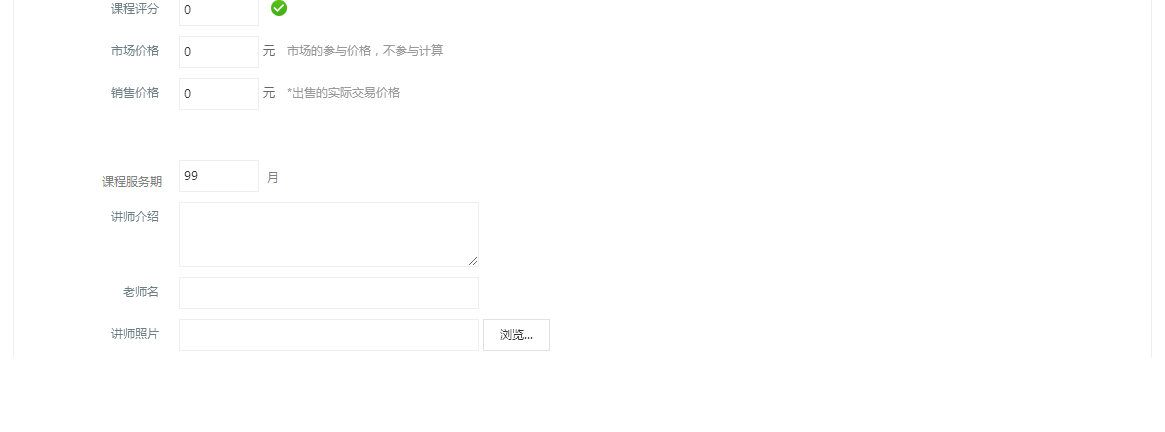 课程评分 0
市场价格 0 元 市场的参与价格，不参与计算
销售价格 0 元 *出售的实际交易价格
课程服务期 99 月
讲师介绍
老师名
讲师照片 浏览...